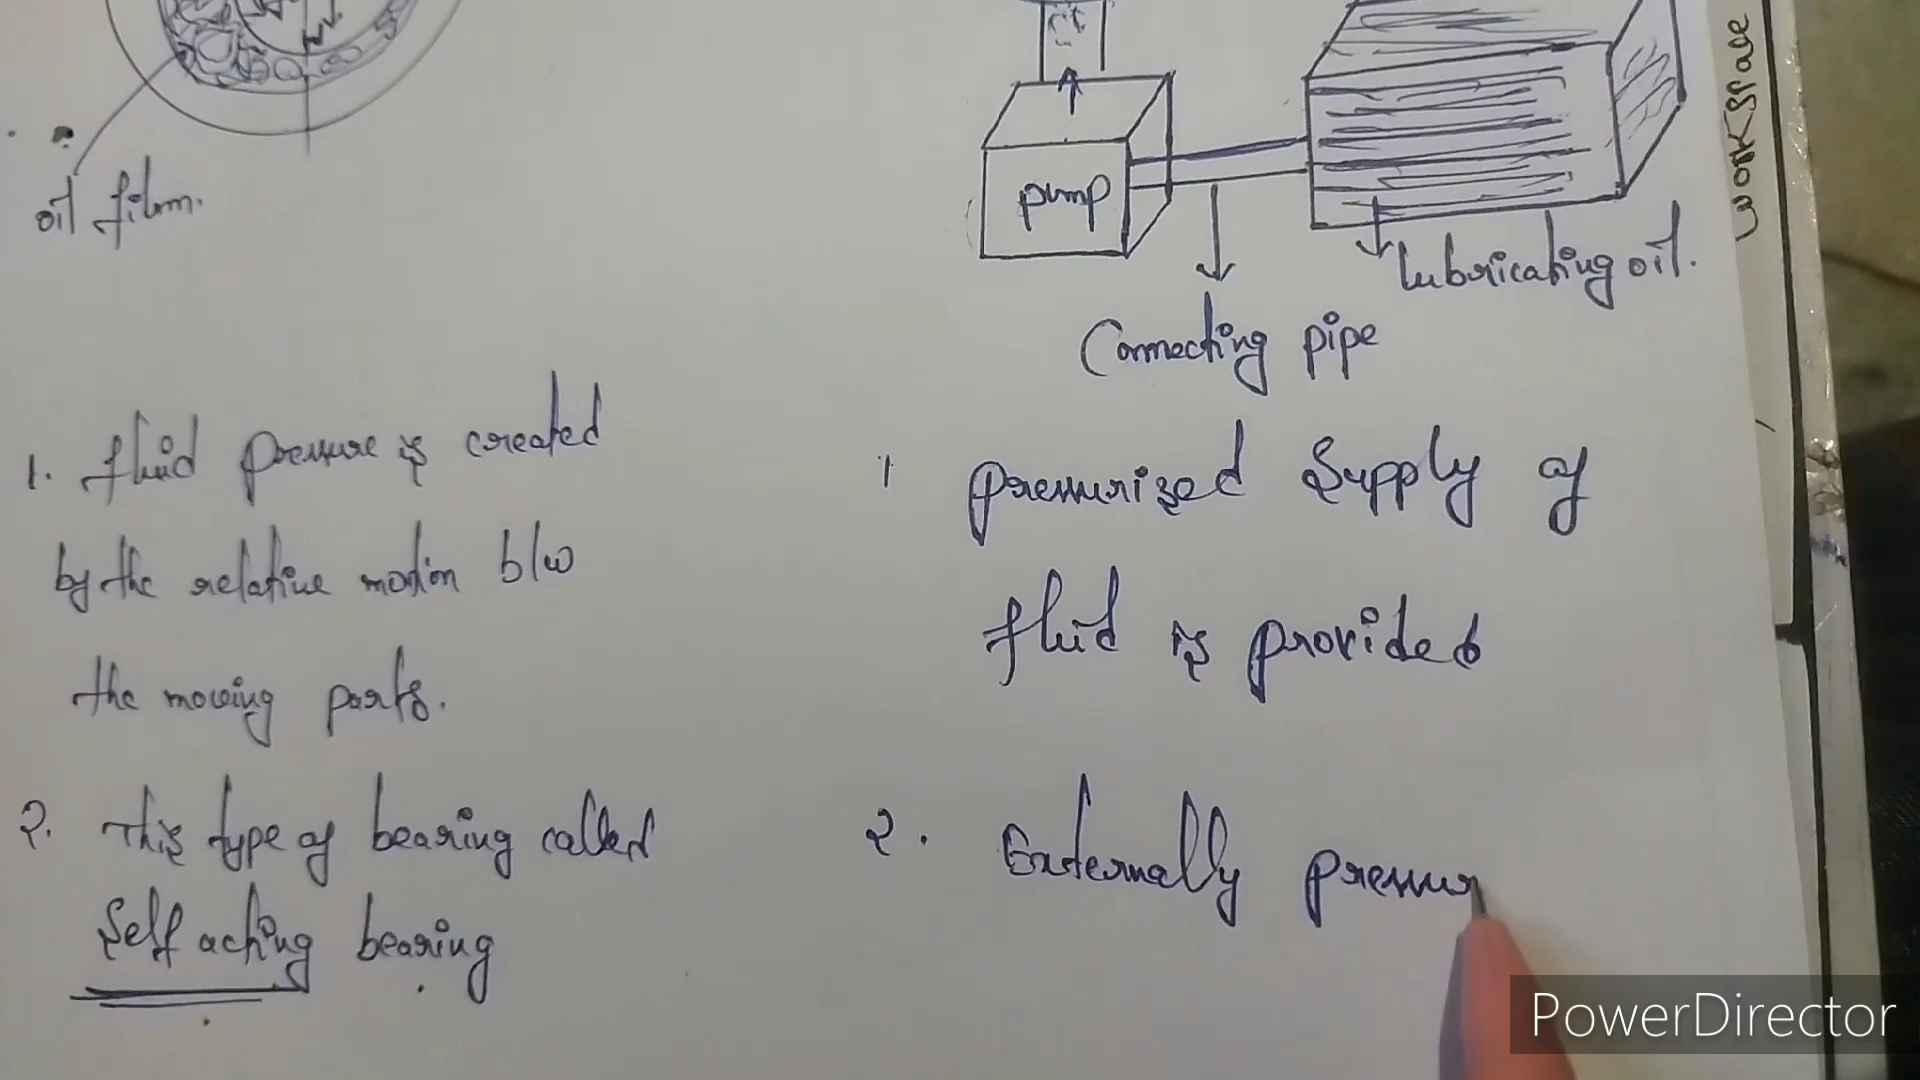 oil film.
pump
lubricating oil.
Connecting pipe
workspace
1. fluid pressure is created
by the relative motion b/w
the moving parts.
2. This type of bearing called
Self acting bearing
1 pressurized Supply of
fluid is provided
2. Externally pressur
PowerDirector